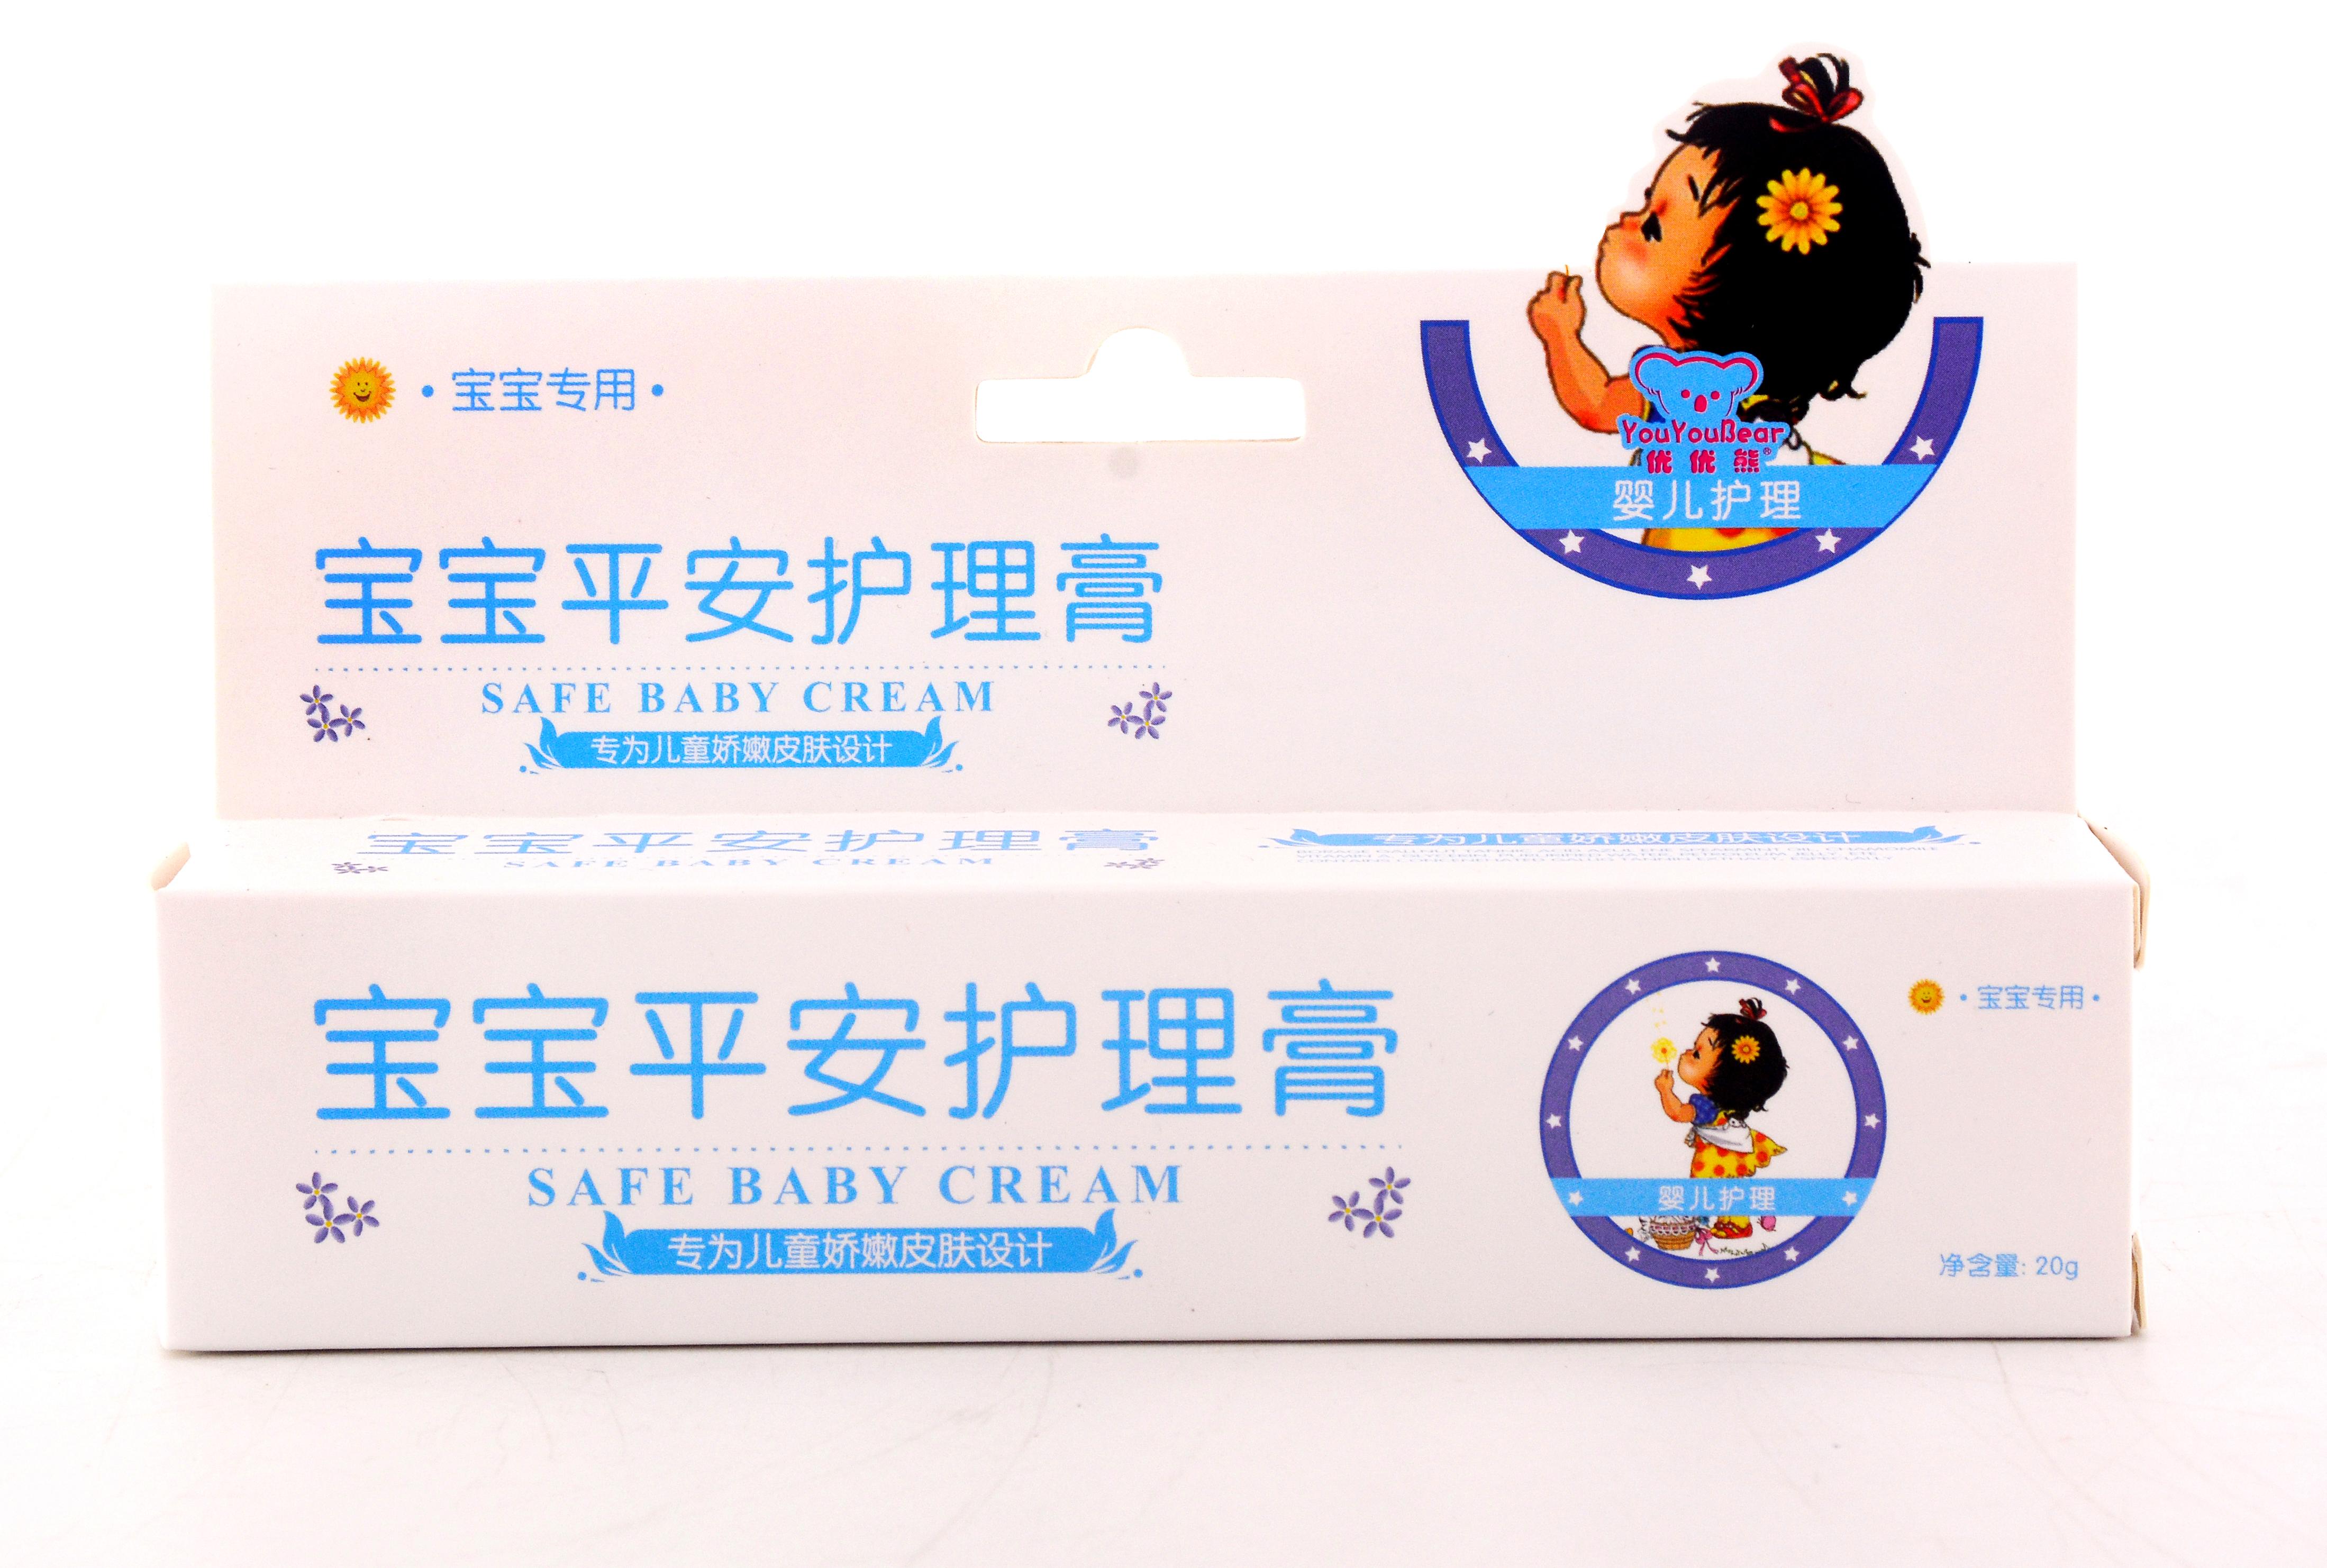 ·宝宝专用·
YouYouBear
优优熊®
婴儿护理
宝宝平安护理膏
SAFE BABY CREAM
专为儿童娇嫩皮肤设计
宝宝平安护理膏
SAFE BABY CREAM
专为儿童娇嫩皮肤设计
宝宝平安护理膏
SAFE BABY CREAM
专为儿童娇嫩皮肤设计
婴儿护理
·宝宝专用·
净含量: 20g